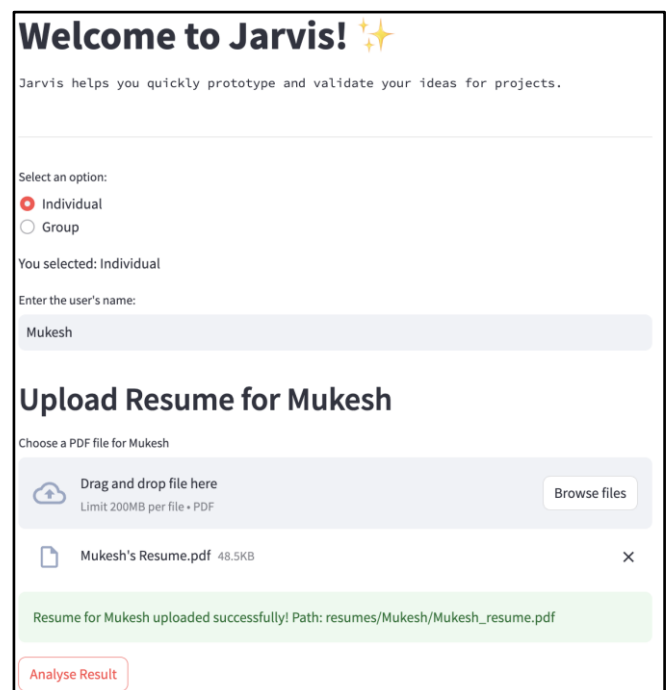 Welcome to Jarvis! ✨
Jarvis helps you quickly prototype and validate your ideas for projects.
Select an option:
Individual
Group
You selected: Individual
Enter the user's name:
Mukesh
Upload Resume for Mukesh
Choose a PDF file for Mukesh
Drag and drop file here
Limit 200MB per file • PDF
Browse files
Mukesh's Resume.pdf 48.5KB
Resume for Mukesh uploaded successfully! Path: resumes/Mukesh/Mukesh_resume.pdf
Analyse Result